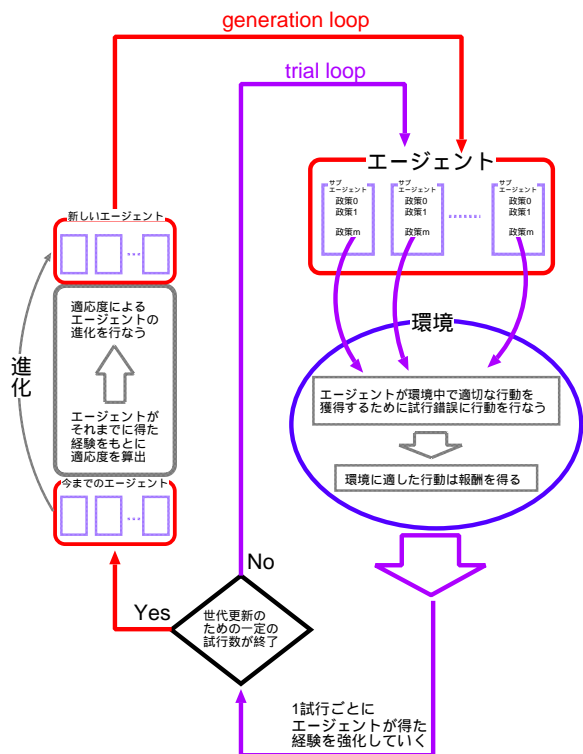 generation loop
trial loop
エージェント
サブ
エージェント
政策0
政策1
政策m
サブ
エージェント
政策0
政策1
政策m
サブ
エージェント
政策0
政策1
政策m
新しいエージェント
適応度による
エージェントの
進化を行なう
進化
エージェントが
それまでに得た
経験をもとに
適応度を算出
今までのエージェント
環境
エージェントが環境中で適切な行動を
獲得するために試行錯誤に行動を行なう
環境に適した行動は報酬を得る
No
Yes
世代更新の
ための一定の
試行数が終了
1試行ごとに
エージェントが得た
経験を強化していく